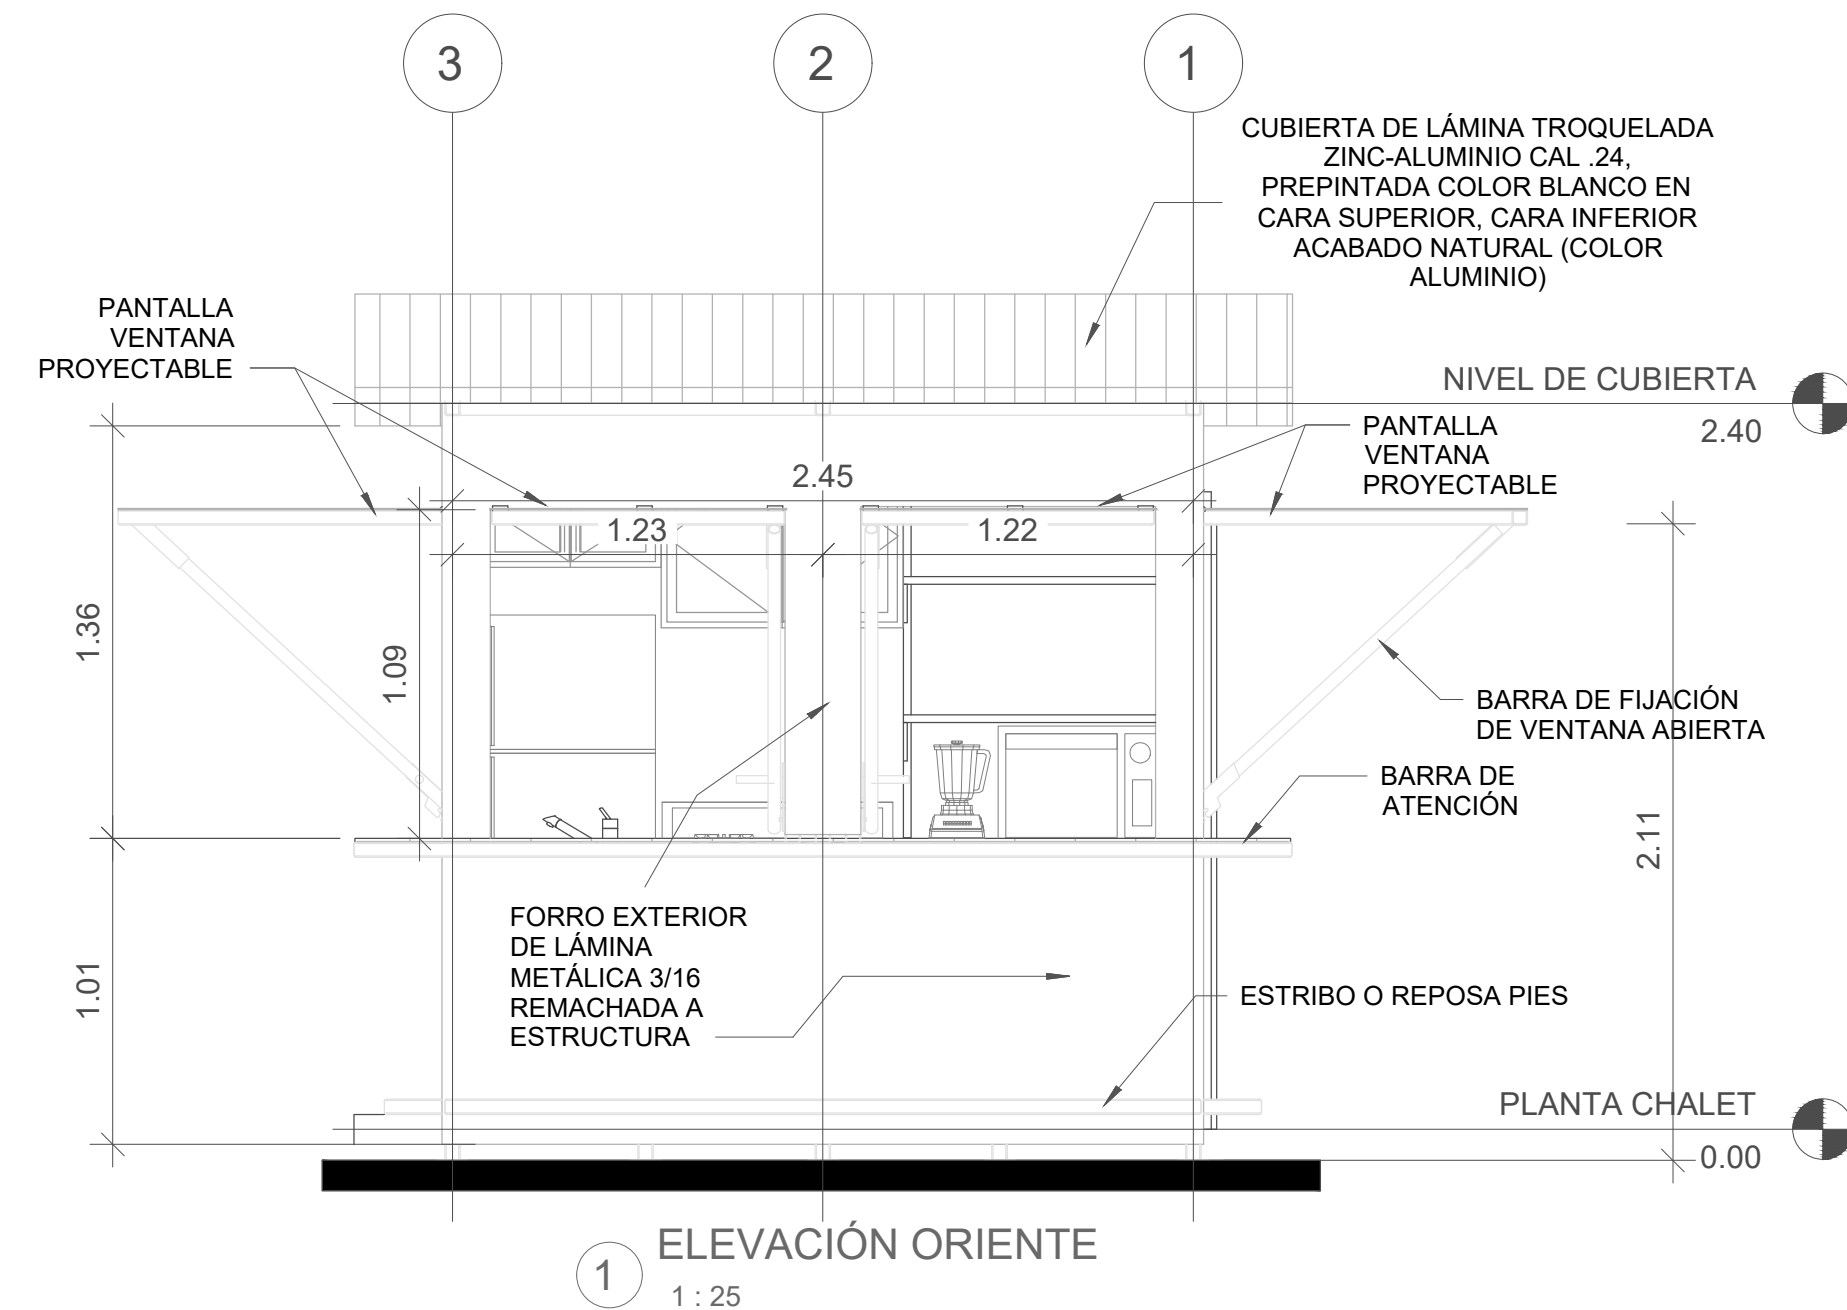 3
2
1
CUBIERTA DE LÁMINA TROQUELADA
ZINC-ALUMINIO CAL .24,
PREPINTADA COLOR BLANCO EN
CARA SUPERIOR, CARA INFERIOR
ACABADO NATURAL (COLOR
ALUMINIO)
PANTALLA
VENTANA
PROYECTABLE
NIVEL DE CUBIERTA
2.40
PANTALLA
VENTANA
PROYECTABLE
2.45
1.23
1.22
1.36
1.09
BARRA DE FIJACIÓN
DE VENTANA ABIERTA
BARRA DE
ATENCIÓN
2.11
FORRO EXTERIOR
DE LÁMINA
METÁLICA 3/16
REMACHADA A
ESTRUCTURA
1.01
ESTRIBO O REPOSA PIES
PLANTA CHALET
0.00
1
ELEVACIÓN ORIENTE
1 : 25